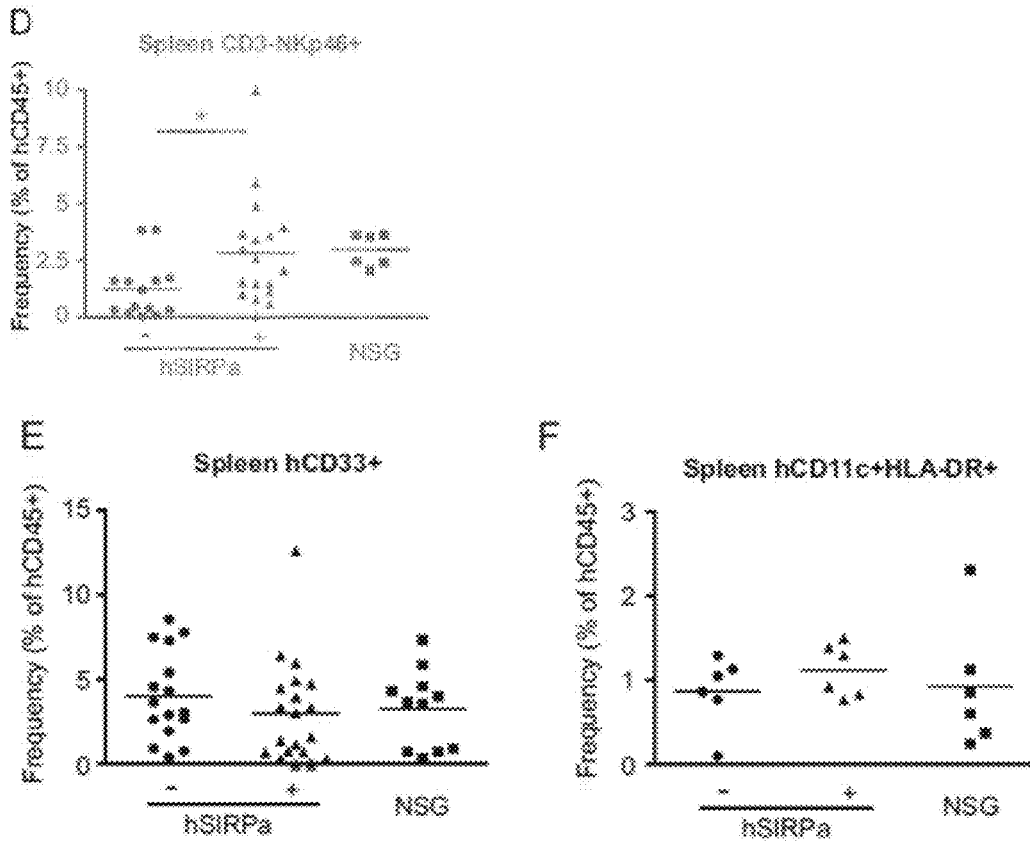 D
Spleen CD3-NKp46+
Frequency (% of hCD45+)
10
7.5
5
2.5
0
*
- +
hSIRPa
NSG
E
Spleen hCD33+
Frequency (% of hCD45+)
15
10
5
0
- +
hSIRPa
NSG
F
Spleen hCD11c+HLA-DR+
Frequency (% of hCD45+)
3
2
1
0
- +
hSIRPa
NSG